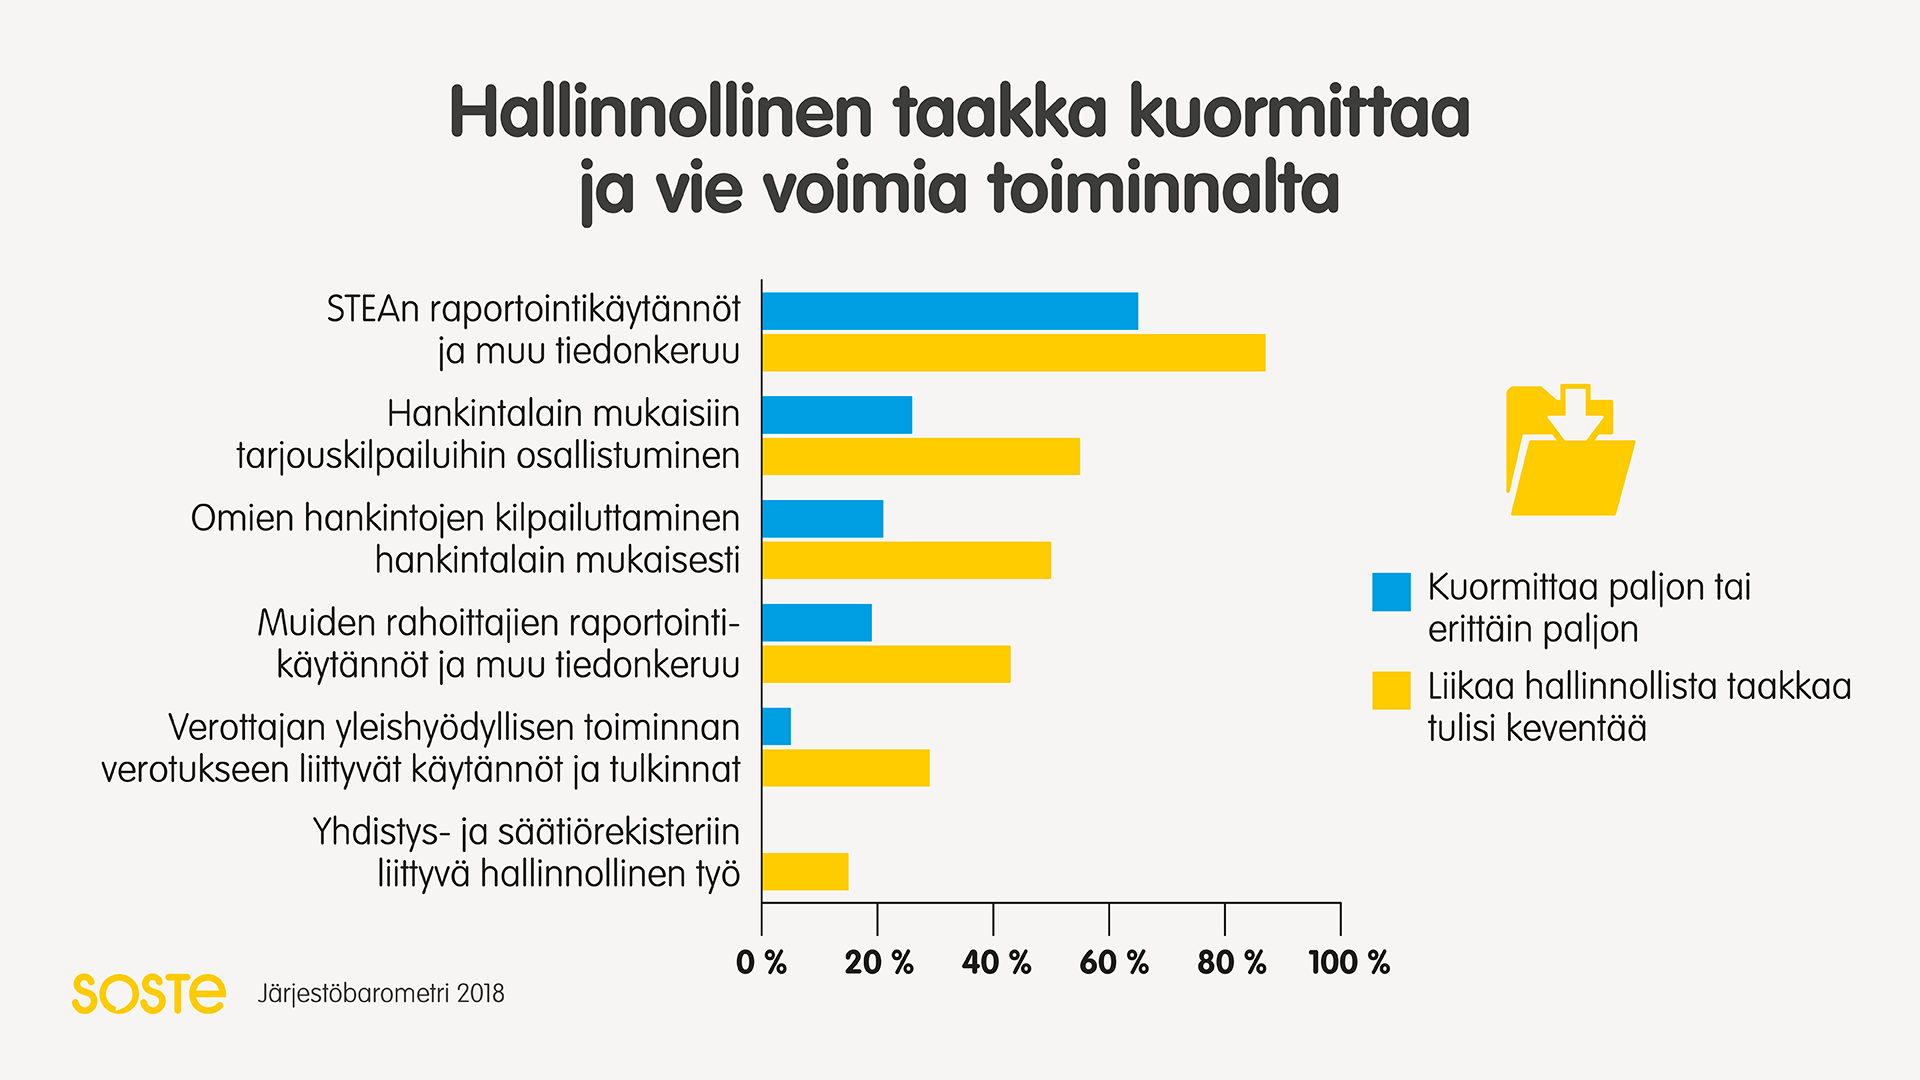 Hallinnollinen taakka kuormittaa
ja vie voimia toiminnalta
STEAn raportointikäytännöt
ja muu tiedonkeruu
Hankintalain mukaisiin
tarjouskilpailuihin osallistuminen
Omien hankintojen kilpailuttaminen
hankintalain mukaisesti
Muiden rahoittajien raportointi-
käytännöt ja muu tiedonkeruu
Verottajan yleishyödyllisen toiminnan
verotukseen liittyvät käytännöt ja tulkinnat
Yhdistys- ja säätiörekisteriin
liittyvä hallinnollinen työ
0 % 20 % 40 % 60 % 80 % 100 %
Kuormittaa paljon tai
erittäin paljon
Liikaa hallinnollista taakkaa
tulisi keventää
SOSTE Järjestöbarometri 2018